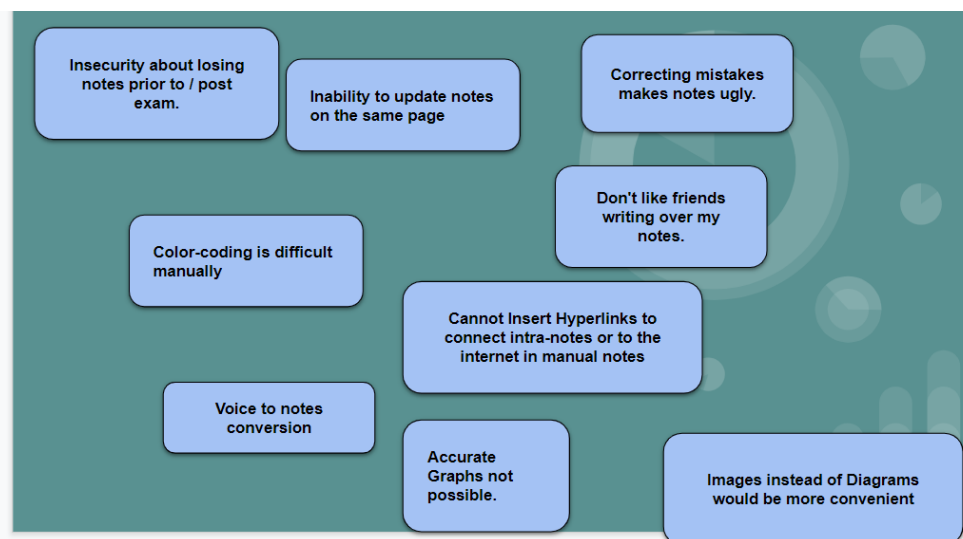 Insecurity about losing
notes prior to / post
exam.
Inability to update notes
on the same page
Correcting mistakes
makes notes ugly.
Don't like friends
writing over my
notes.
Color-coding is difficult
manually
Cannot Insert Hyperlinks to
connect intra-notes or to the
internet in manual notes
Voice to notes
conversion
Accurate
Graphs not
possible.
Images instead of Diagrams
would be more convenient